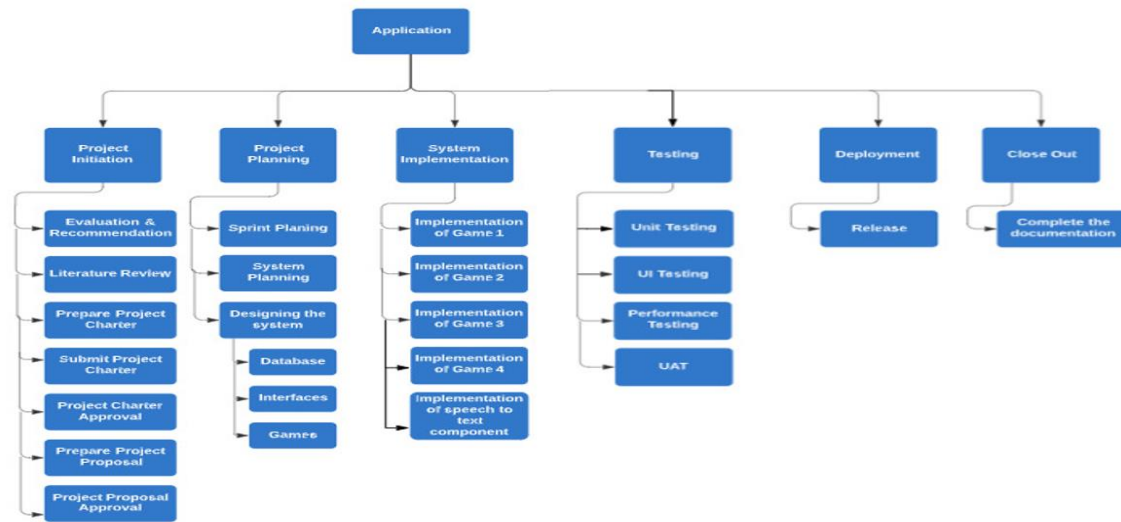 Application
Project
Initiation
Project
Planning
System
Implementation
Testing
Deployment
Close Out
Evaluation &
Recommendation
Literature Review
Prepare Project
Charter
Submit Project
Charter
Project Charter
Approval
Prepare Project
Proposal
Project Proposal
Approval
Sprint Planing
System
Planning
Designing the
system
Database
Interfaces
Games
Implementation
of Game 1
Implementation
of Game 2
Implementation
of Game 3
Implementation
of Game 4
Implementation
of speech to
text
component
Unit Testing
UI Testing
Performance
Testing
UAT
Release
Complete the
documentation